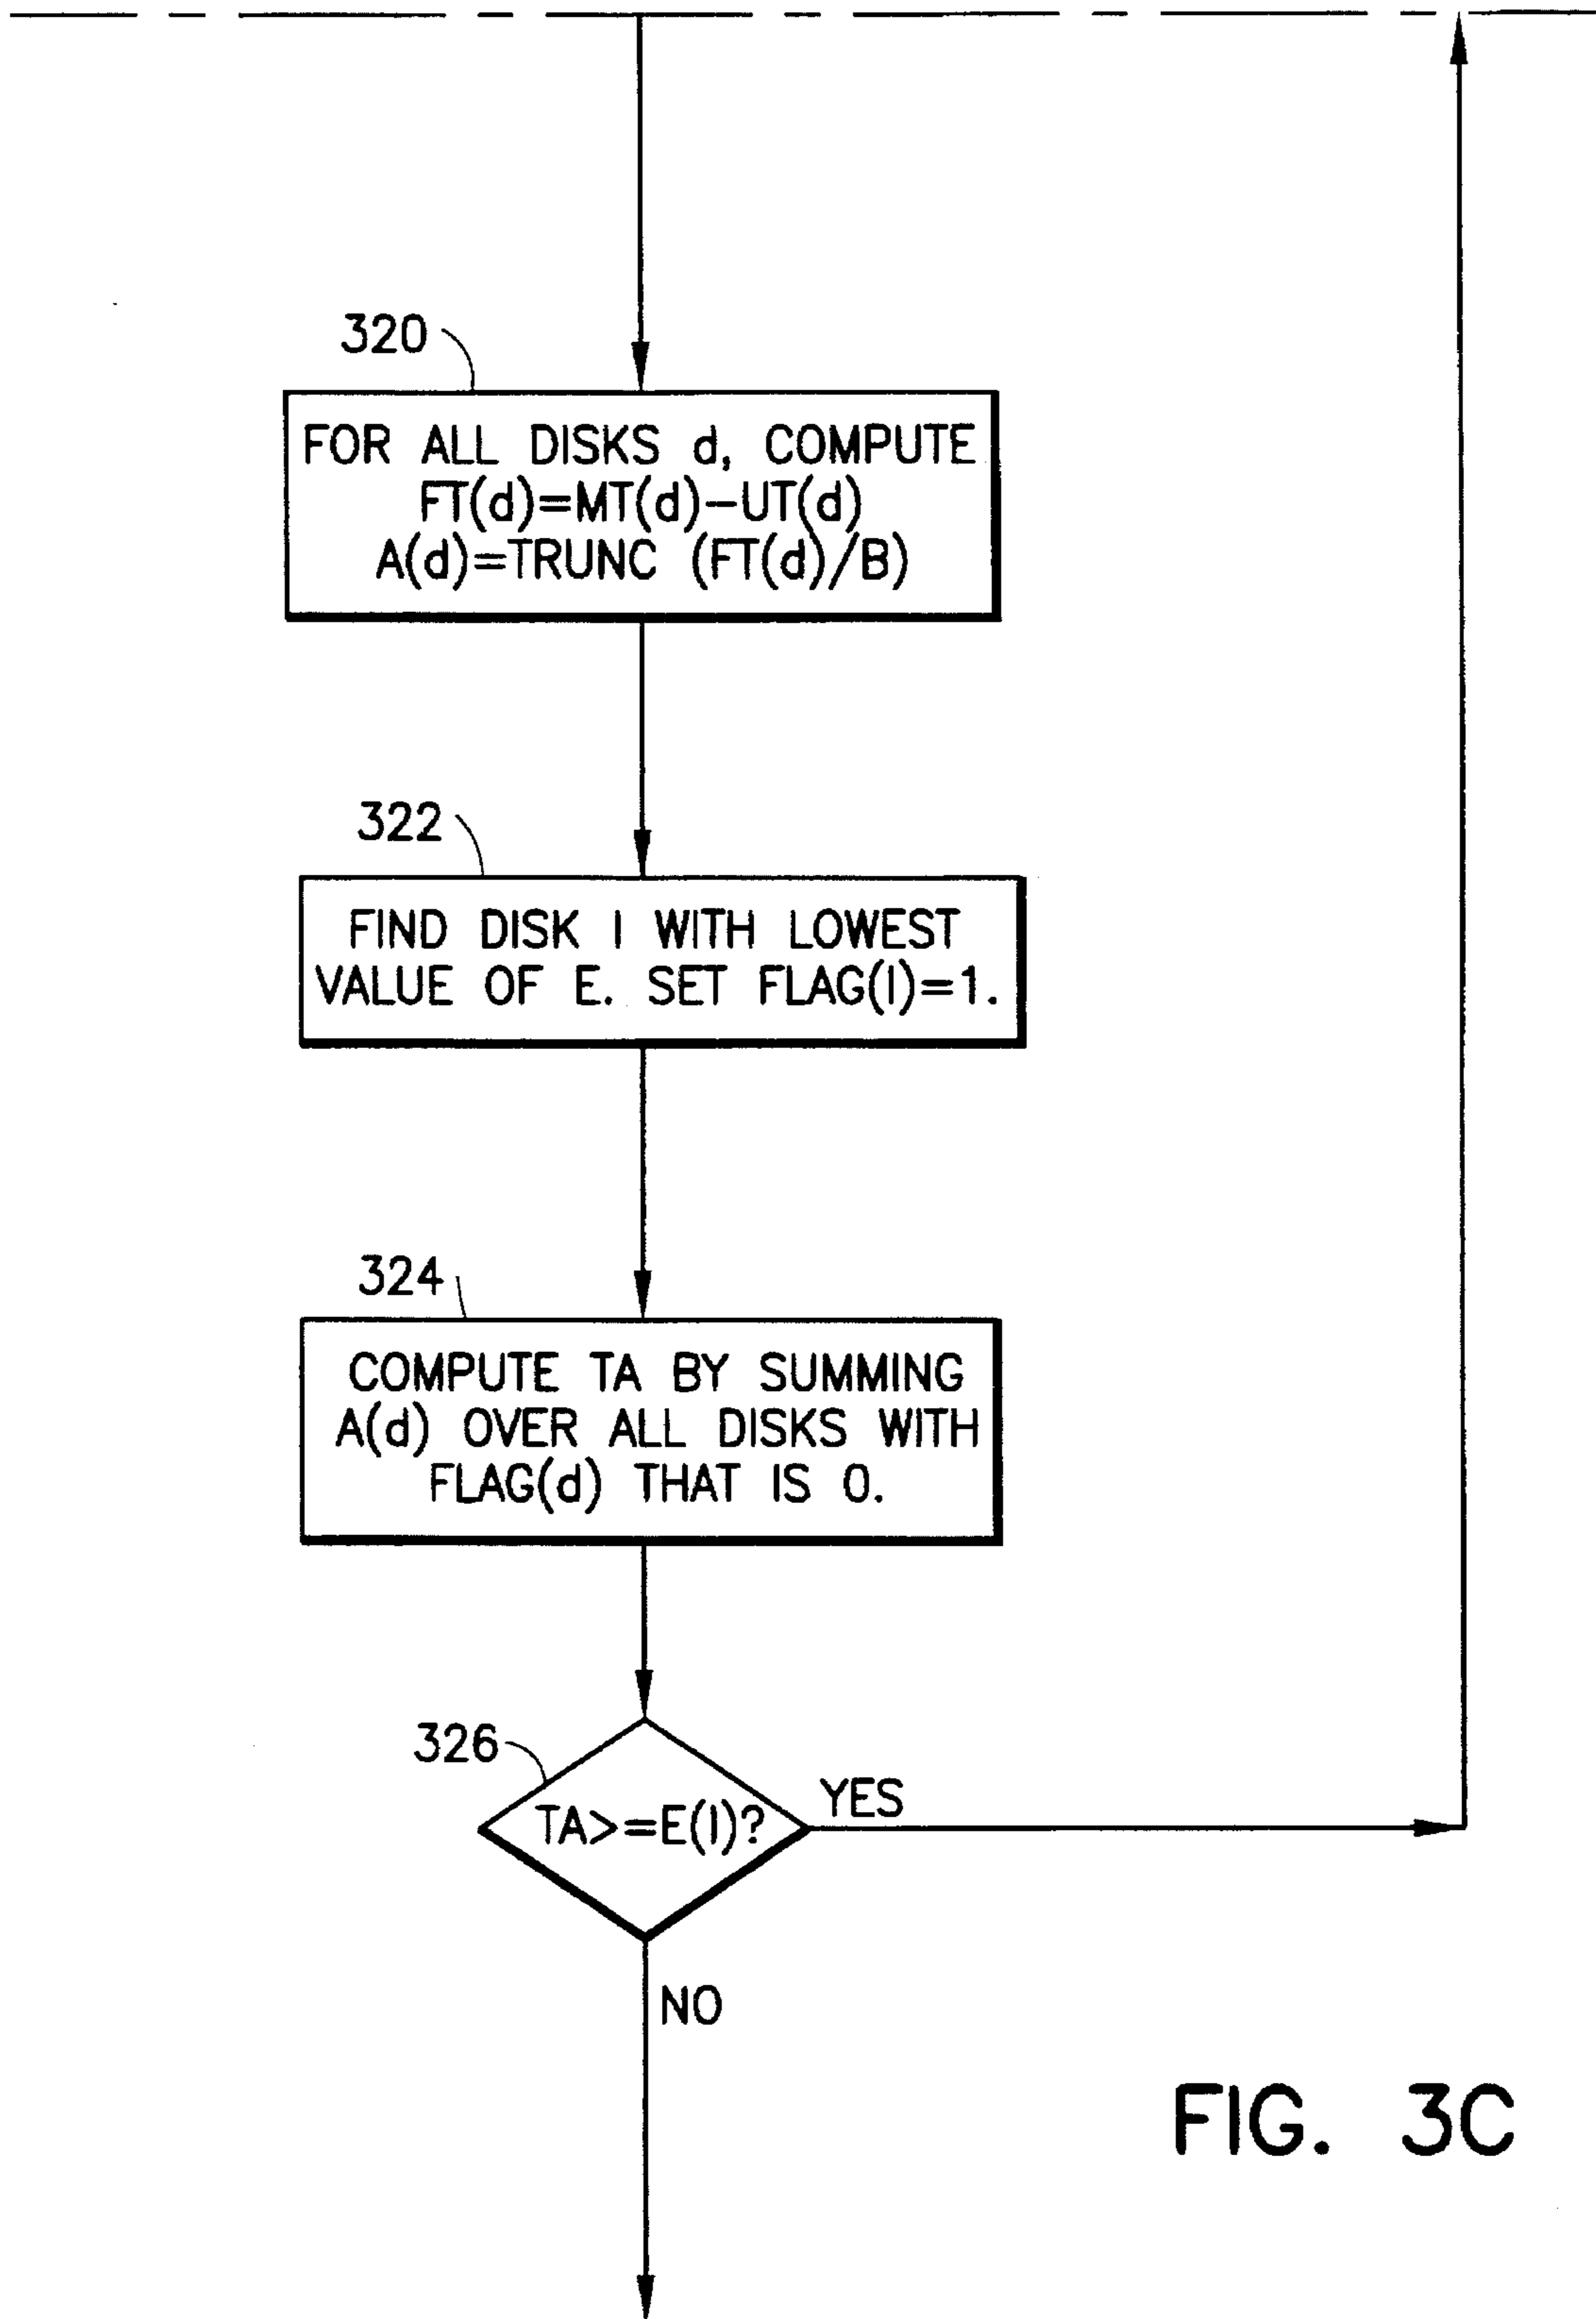 320
FOR ALL DISKS d, COMPUTE
FT(d)=MT(d)-UT(d)
A(d)=TRUNC (FT(d)/B)
322
FIND DISK I WITH LOWEST
VALUE OF E. SET FLAG(I)=1.
324
COMPUTE TA BY SUMMING
A(d) OVER ALL DISKS WITH
FLAG(d) THAT IS 0.
326
TA>=E(I)?
YES
NO
FIG. 3C